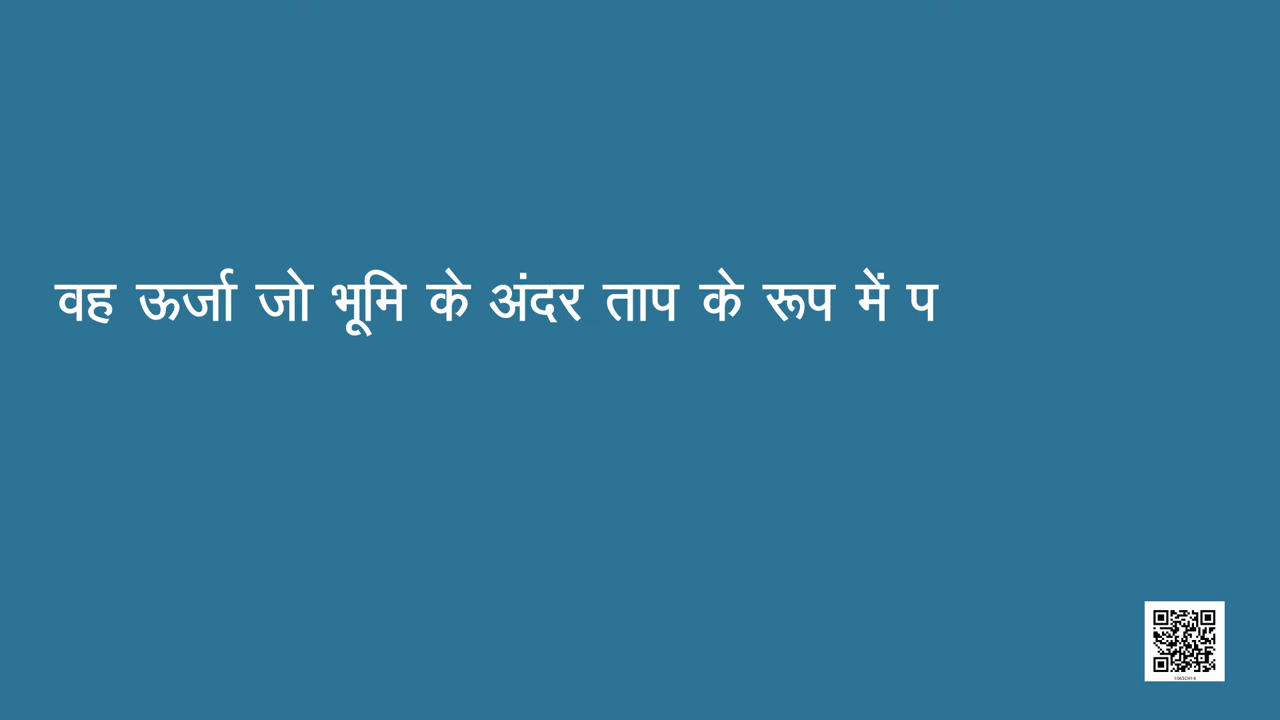 वह ऊर्जा जो भूमि के अंदर ताप के रूप में प